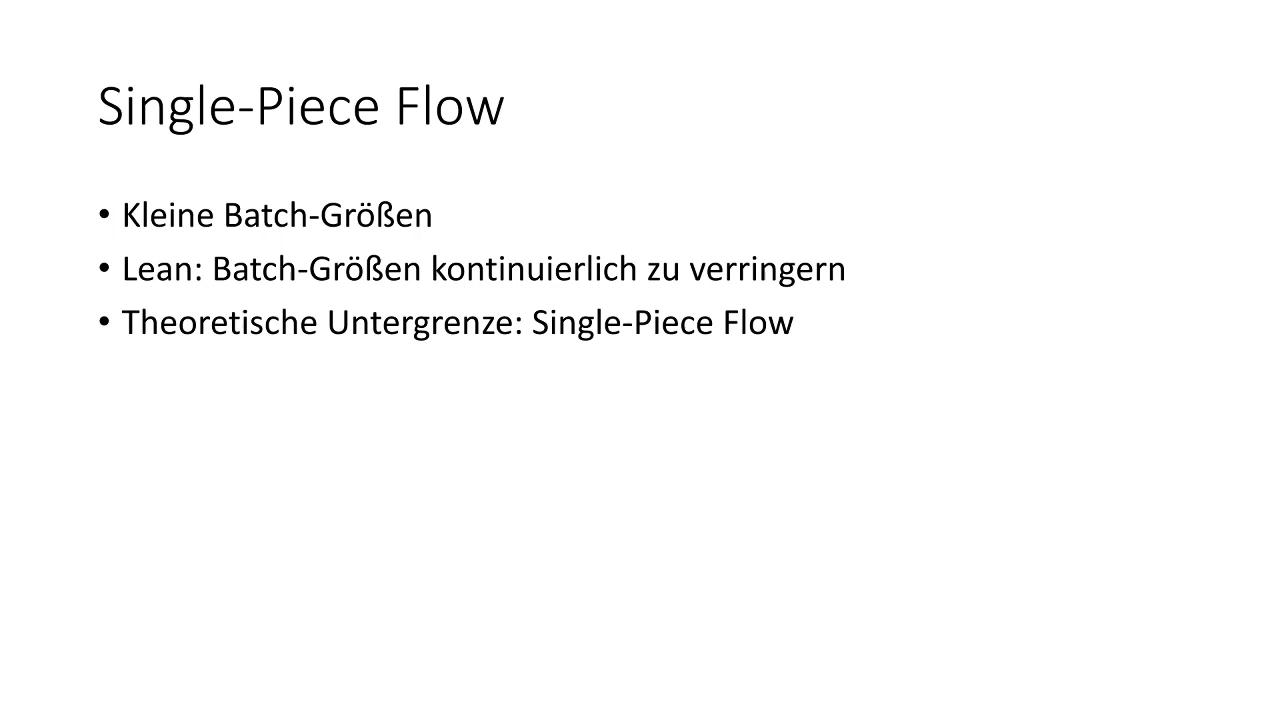 Single-Piece Flow
• Kleine Batch-Größen
• Lean: Batch-Größen kontinuierlich zu verringern
• Theoretische Untergrenze: Single-Piece Flow